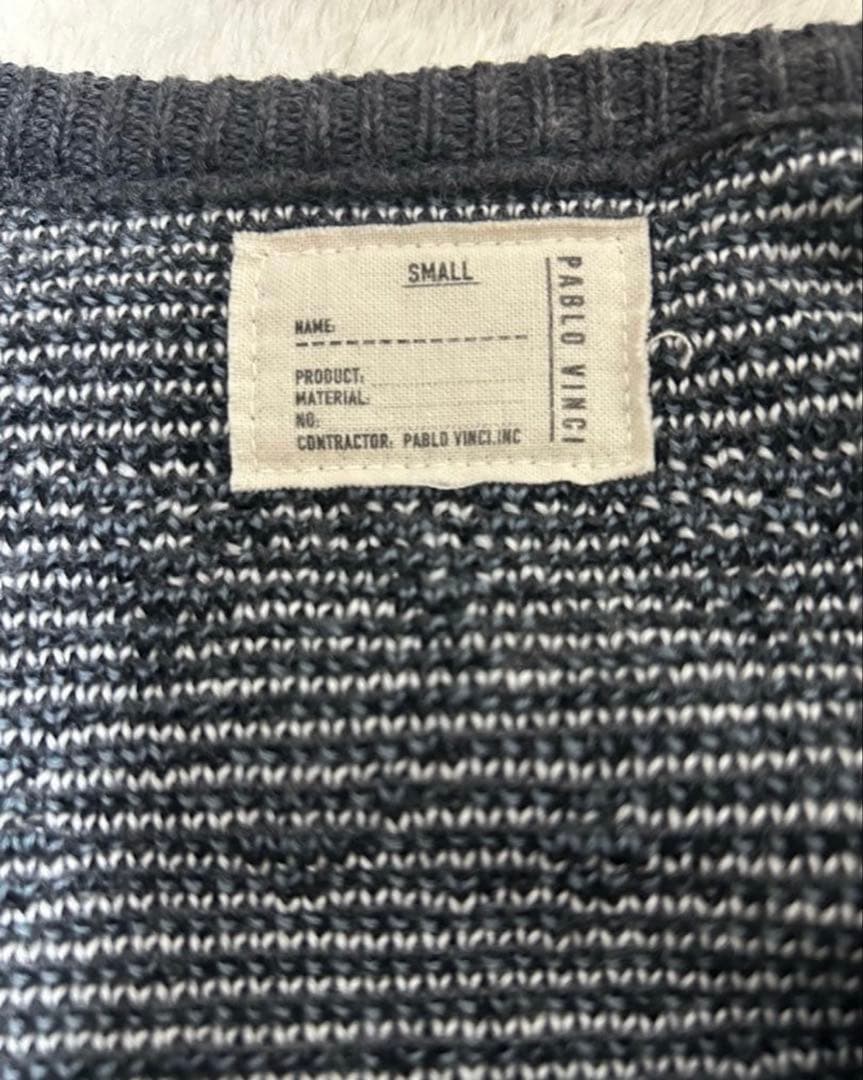 SMALL
NAME:
PRODUCT:
MATERIAL:
NO:
CONTRACTOR: PABLO VINCI.INC
PABLO VINCI